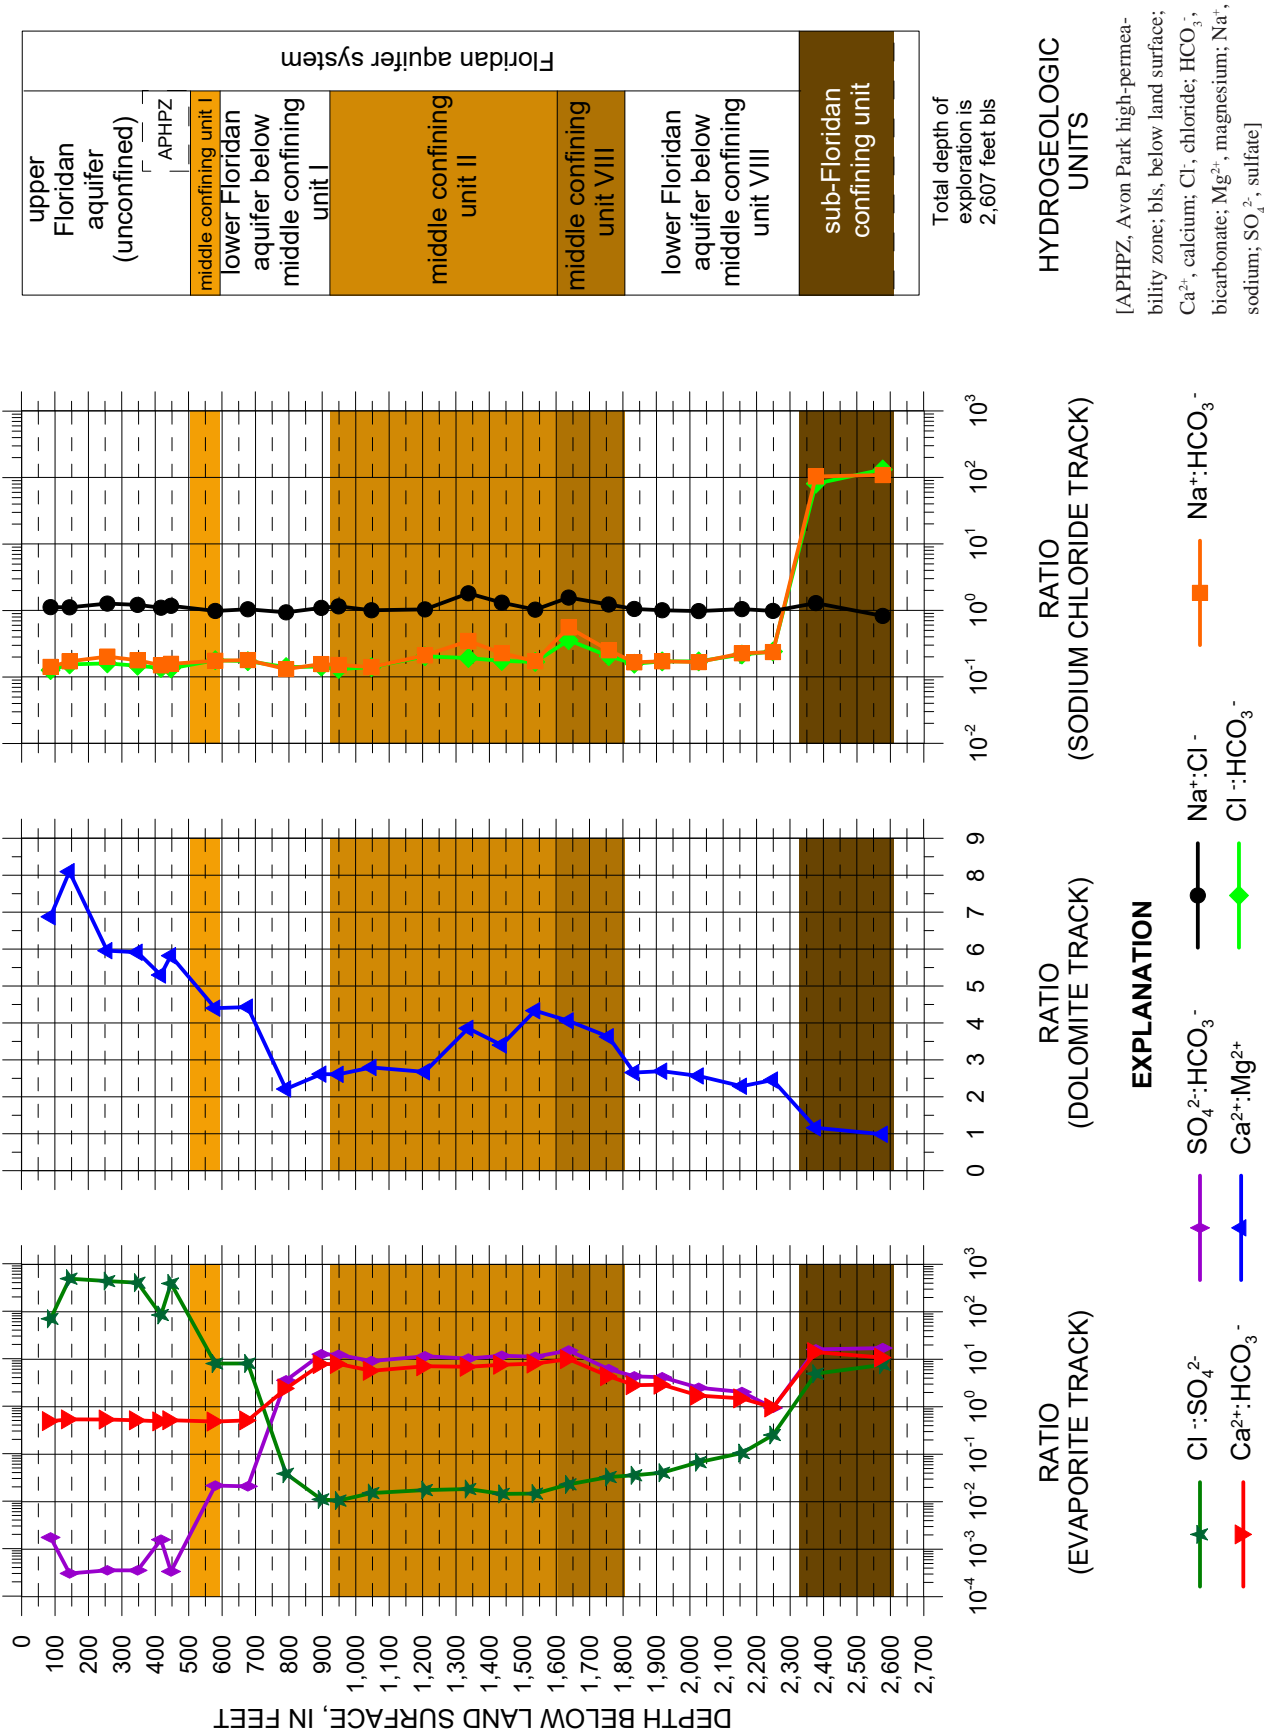 DEPTH BELOW LAND SURFACE, IN FEET
0
100
200
300
400
500
600
700
800
900
1,000
1,100
1,200
1,300
1,400
1,500
1,600
1,700
1,800
1,900
2,000
2,100
2,200
2,300
2,400
2,500
2,600
2,700
10⁻⁴
10⁻³
10⁻²
10⁻¹
10⁰
10¹
10²
10³
RATIO
(EVAPORITE TRACK)
0
1
2
3
4
5
6
7
8
9
RATIO
(DOLOMITE TRACK)
10⁻²
10⁻¹
10⁰
10¹
10²
10³
RATIO
(SODIUM CHLORIDE TRACK)
upper
Floridan
aquifer
(unconfined)
APHPZ
middle confining unit I
lower Floridan
aquifer below
middle confining
unit I
middle confining
unit II
middle confining
unit VIII
lower Floridan
aquifer below
middle confining
unit VIII
sub-Floridan
confining unit
Floridan aquifer system
Total depth of
exploration is
2,607 feet bls
HYDROGEOLOGIC
UNITS
[APHPZ, Avon Park high-permea-
bility zone; bls, below land surface;
Ca²⁺, calcium; Cl⁻, chloride; HCO₃⁻,
bicarbonate; Mg²⁺, magnesium; Na⁺,
sodium; SO₄²⁻, sulfate]
EXPLANATION
Cl⁻:SO₄²⁻
SO₄²⁻:HCO₃⁻
Na⁺:Cl⁻
Na⁺:HCO₃⁻
Ca²⁺:HCO₃⁻
Ca²⁺:Mg²⁺
Cl⁻:HCO₃⁻